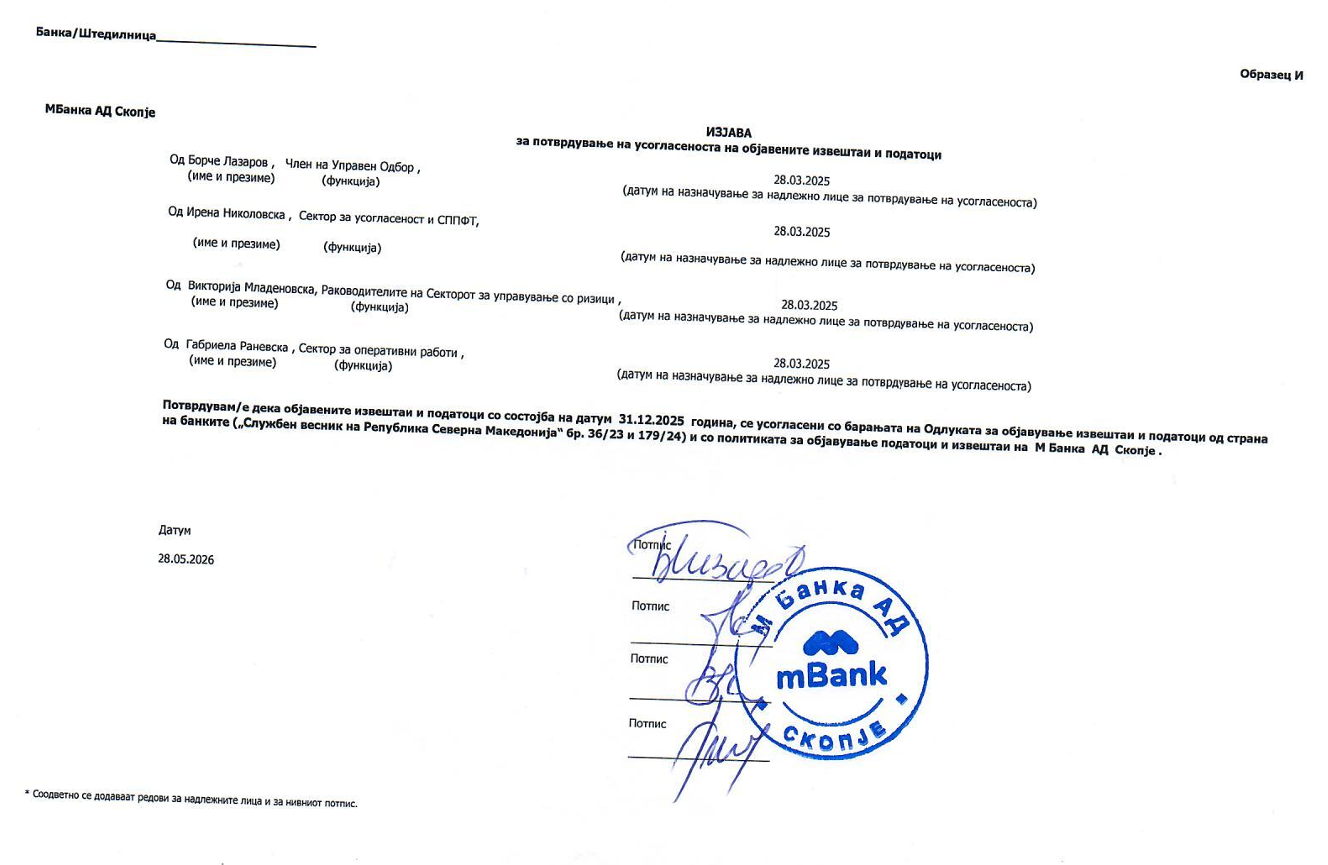 Банка/Штедилница
Образец И
МБанка АД Скопје
ИЗЈАВА
за потврдување на усогласеноста на објавените извештаи и податоци
Од Борче Лазаров , Член на Управен Одбор ,
(име и презиме) (функција)
28.03.2025
(датум на назначување за надлежно лице за потврдување на усогласеноста)
Од Ирена Николовска , Сектор за усогласеност и СППФТ,
28.03.2025
(име и презиме) (функција)
(датум на назначување за надлежно лице за потврдување на усогласеноста)
Од Викторија Младеновска, Раководителите на Секторот за управување со ризици ,
28.03.2025
(име и презиме) (функција)
(датум на назначување за надлежно лице за потврдување на усогласеноста)
Од Габриела Раневска , Сектор за оперативни работи ,
28.03.2025
(име и презиме) (функција)
(датум на назначување за надлежно лице за потврдување на усогласеноста)
Потврдувам/е дека објавените извештаи и податоци со состојба на датум 31.12.2025 година, се усогласени со барањата на Одлуката за објавување извештаи и податоци од страна
на банките („Службен весник на Република Северна Македонија“ бр. 36/23 и 179/24) и со политиката за објавување податоци и извештаи на М Банка АД Скопје .
Датум
28.05.2026
Потпис
Потпис
Потпис
Потпис
М Банка АД
mBank
СКОПЈЕ
* Соодветно се додаваат редови за надлежните лица и за нивниот потпис.